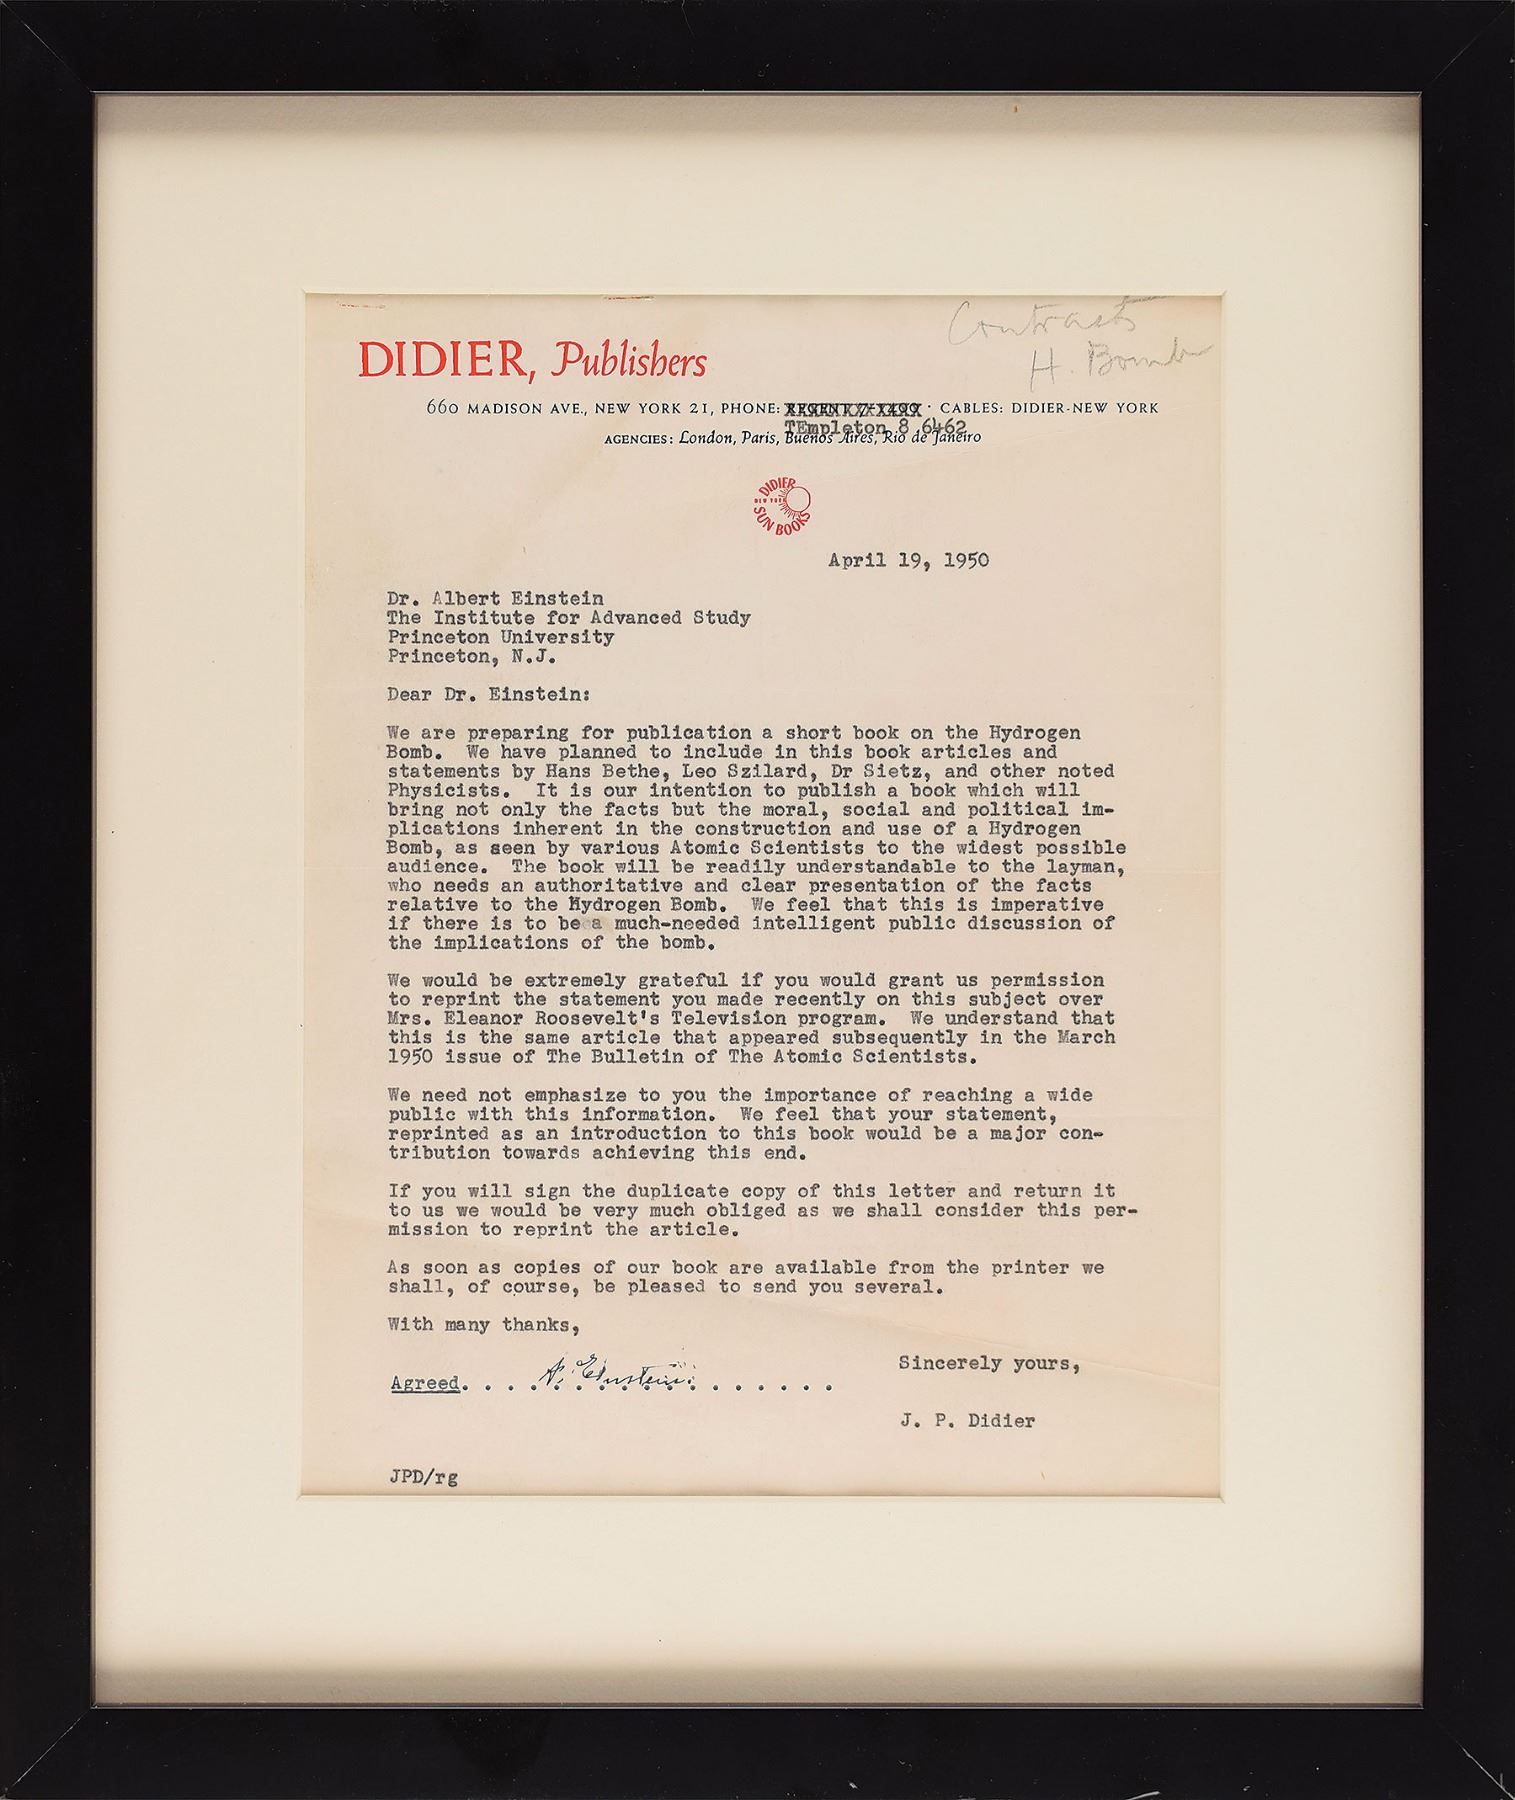 Contracts
H. Bomb
DIDIER, Publishers
660 MADISON AVE., NEW YORK 21, PHONE: · CABLES: DIDIER-NEW YORK
TEmpleton 8 6462
AGENCIES: London, Paris, Buenos Aires, Rio de Janeiro
DIDIER
NEW YORK
SUN BOOKS
April 19, 1950
Dr. Albert Einstein
The Institute for Advanced Study
Princeton University
Princeton, N.J.
Dear Dr. Einstein:
We are preparing for publication a short book on the Hydrogen
Bomb. We have planned to include in this book articles and
statements by Hans Bethe, Leo Szilard, Dr Sietz, and other noted
Physicists. It is our intention to publish a book which will
bring not only the facts but the moral, social and political im-
plications inherent in the construction and use of a Hydrogen
Bomb, as seen by various Atomic Scientists to the widest possible
audience. The book will be readily understandable to the layman,
who needs an authoritative and clear presentation of the facts
relative to the Hydrogen Bomb. We feel that this is imperative
if there is to be a much-needed intelligent public discussion of
the implications of the bomb.
We would be extremely grateful if you would grant us permission
to reprint the statement you made recently on this subject over
Mrs. Eleanor Roosevelt's Television program. We understand that
this is the same article that appeared subsequently in the March
1950 issue of The Bulletin of The Atomic Scientists.
We need not emphasize to you the importance of reaching a wide
public with this information. We feel that your statement,
reprinted as an introduction to this book would be a major con-
tribution towards achieving this end.
If you will sign the duplicate copy of this letter and return it
to us we would be very much obliged as we shall consider this per-
mission to reprint the article.
As soon as copies of our book are available from the printer we
shall, of course, be pleased to send you several.
With many thanks,
Sincerely yours,
Agreed. . . . A. Einstein. . . . . . .
J. P. Didier
JPD/rg